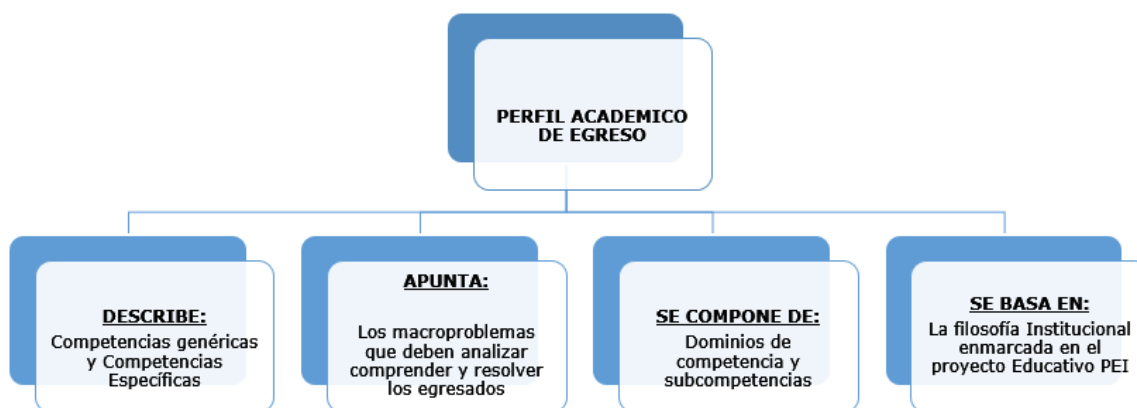 PERFIL ACADEMICO
DE EGRESO
DESCRIBE:
Competencias genéricas
y Competencias
Específicas
APUNTA:
Los macroproblemas
que deben analizar
comprender y resolver
los egresados
SE COMPONE DE:
Dominios de
competencia y
subcompetencias
SE BASA EN:
La filosofía Institucional
enmarcada en el
proyecto Educativo PEI